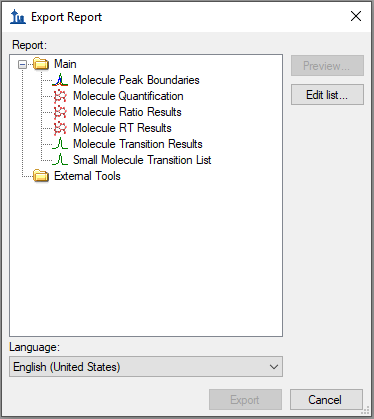 Export Report
Report:
Main
Preview...
Molecule Peak Boundaries
Molecule Quantification
Edit list...
Molecule Ratio Results
Molecule RT Results
Molecule Transition Results
Small Molecule Transition List
External Tools
Language:
English (United States)
Export
Cancel